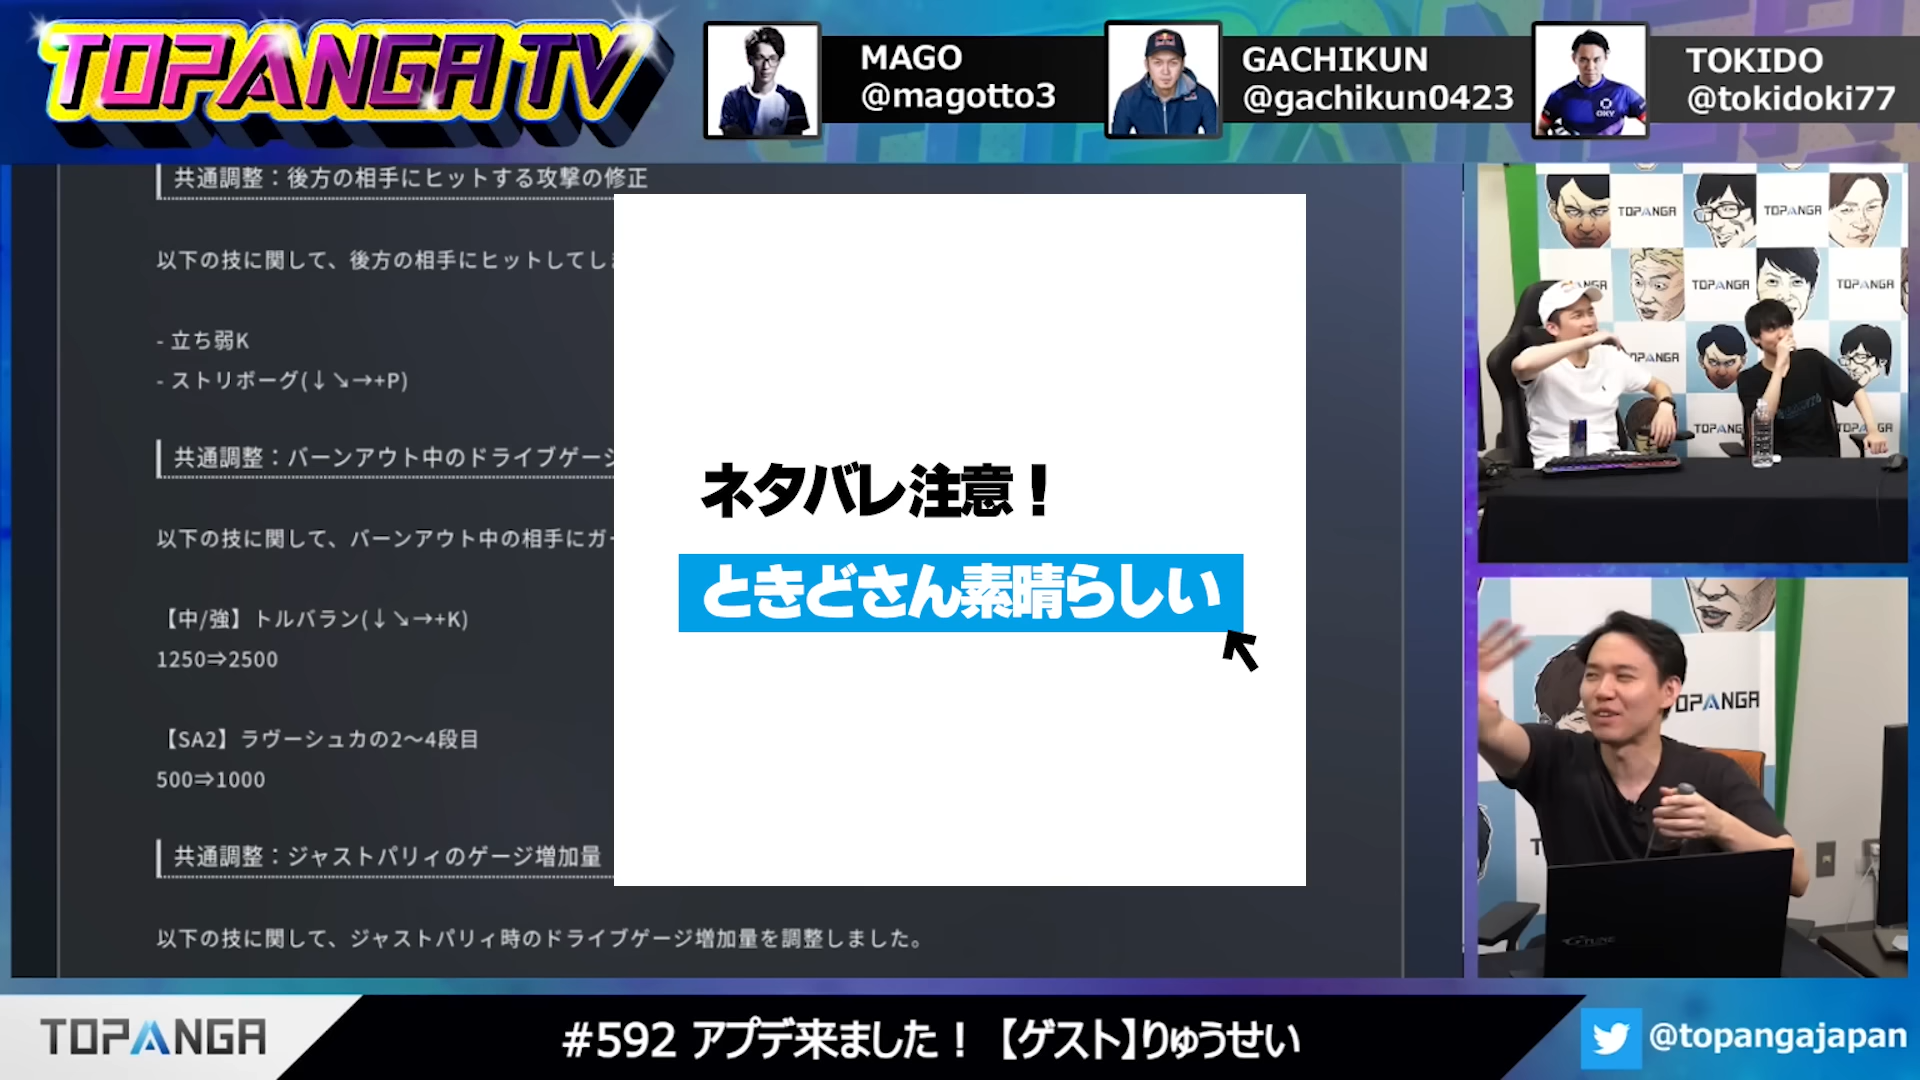 TOPANGA TV
MAGO
@magotto3
GACHIKUN
@gachikun0423
TOKIDO
@tokidoki77
共通調整：後方の相手にヒットする攻撃の修正
以下の技に関して、後方の相手にヒットしてし
- 立ち弱K
- ストリボーグ(↓↘→+P)
共通調整：バーンアウト中のドライブゲー
以下の技に関して、バーンアウト中の相手にガ
【中/強】トルバラン(↓↘→+K)
1250⇒2500
【SA2】ラヴーシュカの2～4段目
500⇒1000
共通調整：ジャストパリィのゲージ増加量
以下の技に関して、ジャストパリィ時のドライブゲージ増加量を調整しました。
ネタバレ注意！
ときどさん素晴らしい
TOPANGA
TOPANGA
TOPANGA
TOPANGA
TOPANGA
G-TUNE
TOPANGA
#592 アプデ来ました！【ゲスト】りゅうせい
@topangajapan